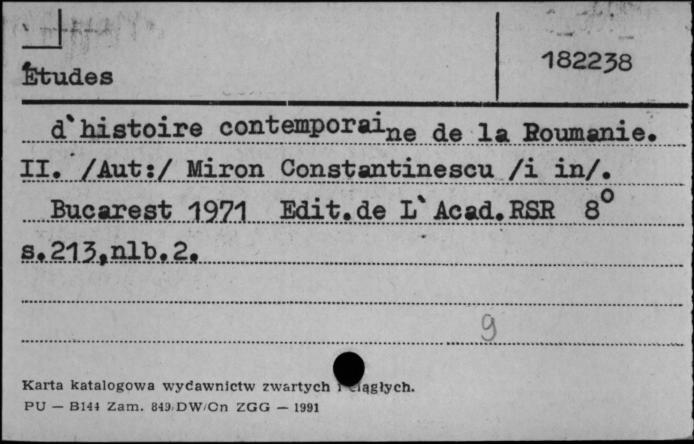 182238
Études
d`histoire contemporaine de la Roumanie.
II. /Aut:/ Miron Constantinescu /i in/.
Bucarest 1971 Edit.de L`Acad.RSR 8°
s.213,nlb.2.
9
Karta katalogowa wydawnictw zwartych i ciągłych.
PU — B144 Zam. 849/DW/Cn ZGG — 1991